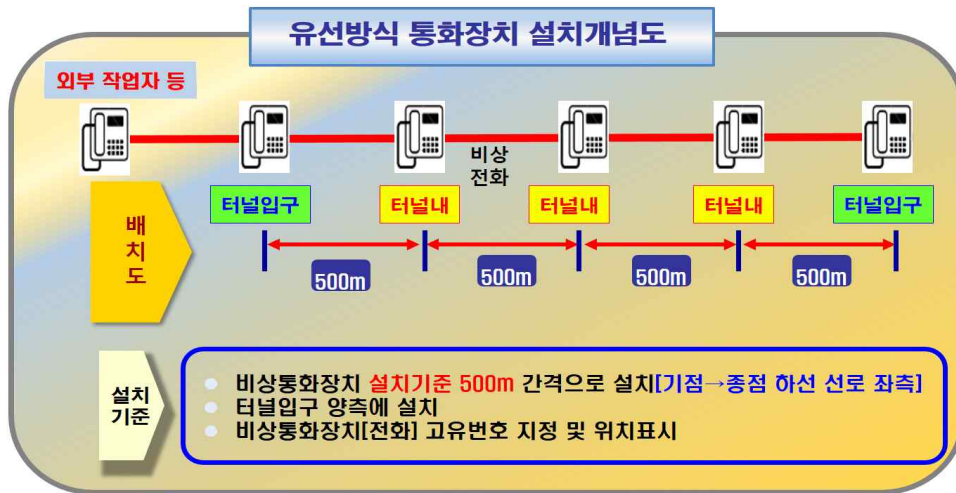 유선방식 통화장치 설치개념도
외부 작업자 등
비상
전화
터널입구
터널내
터널내
터널내
터널입구
배
치
도
500m
500m
500m
500m
설치
기준
비상통화장치 설치기준 500m 간격으로 설치[기점→종점 하선 선로 좌측]
터널입구 양측에 설치
비상통화장치[전화] 고유번호 지정 및 위치표시